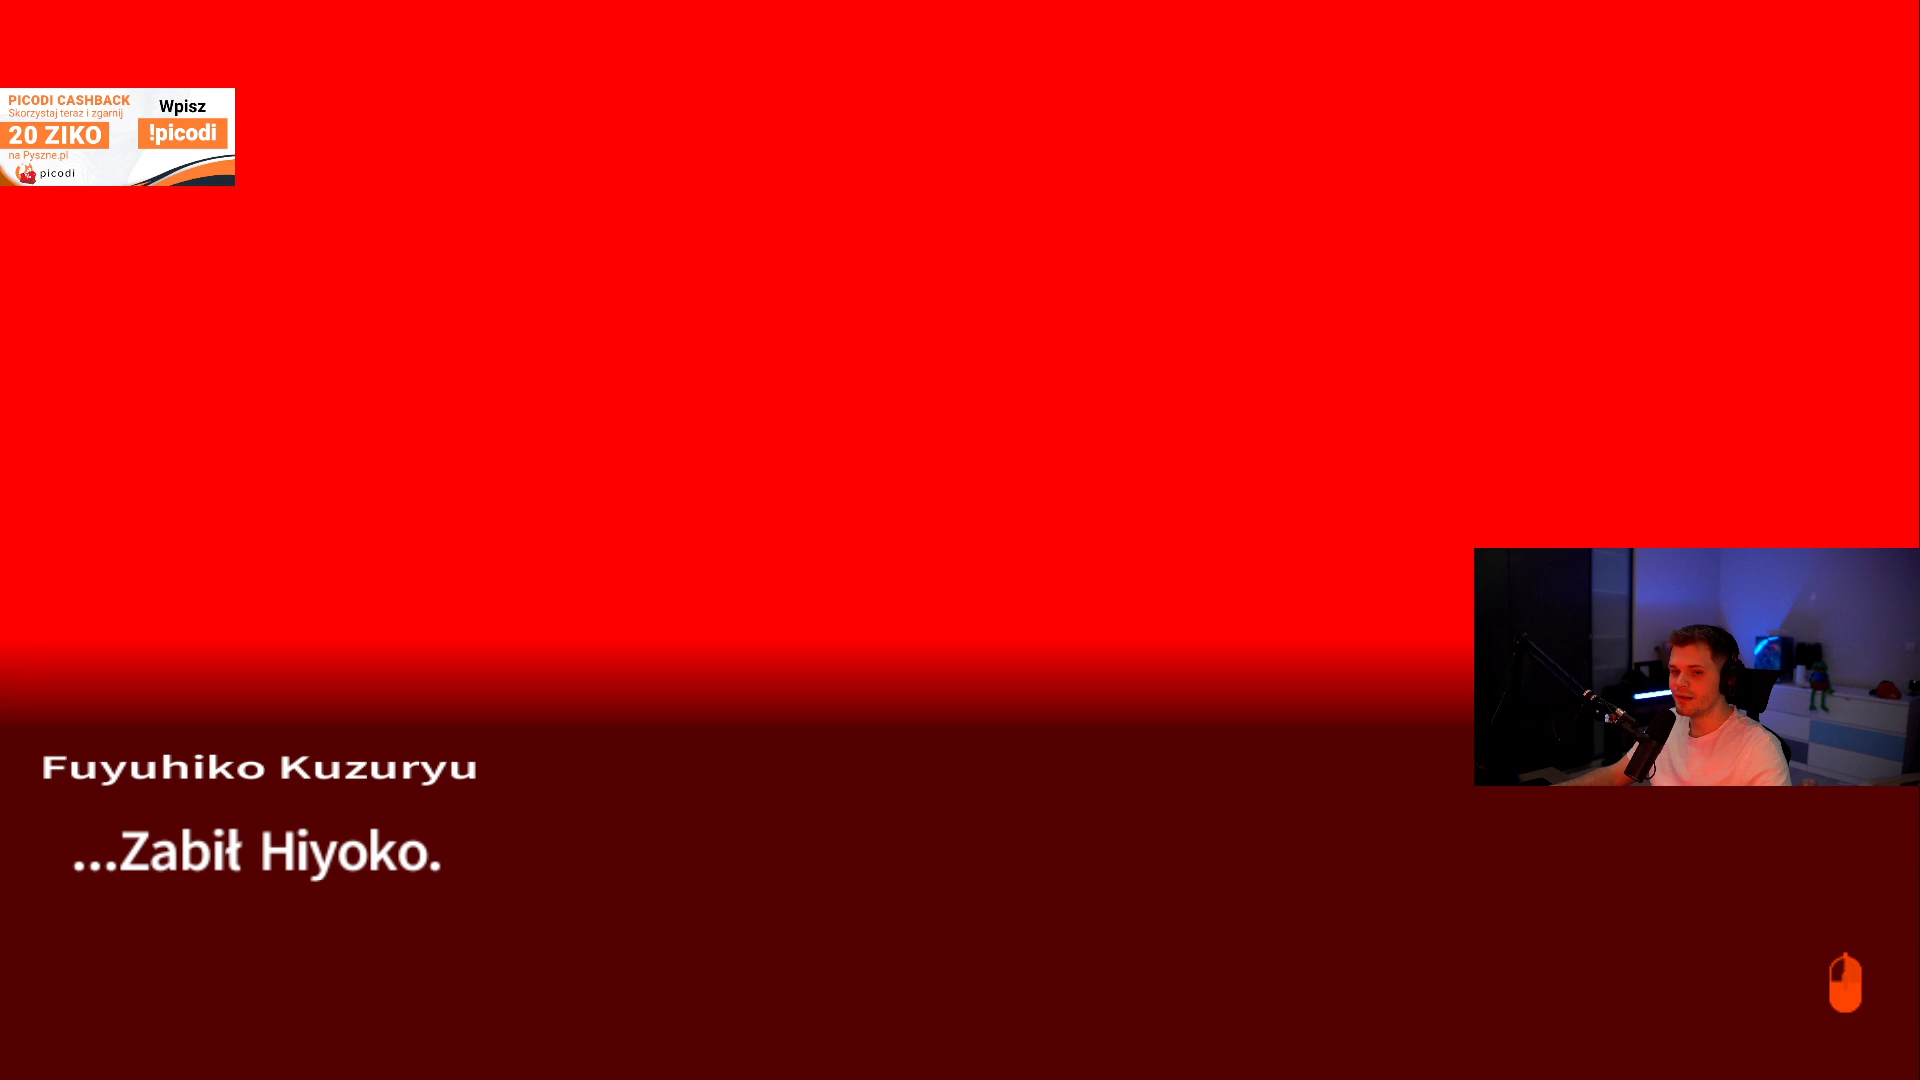 PICODI CASHBACK
Skorzystaj teraz i zgarnij
20 ZIKO
na Pyszne.pl
picodi
Wpisz
!picodi
Fuyuhiko Kuzuryu
...Zabił Hiyoko.